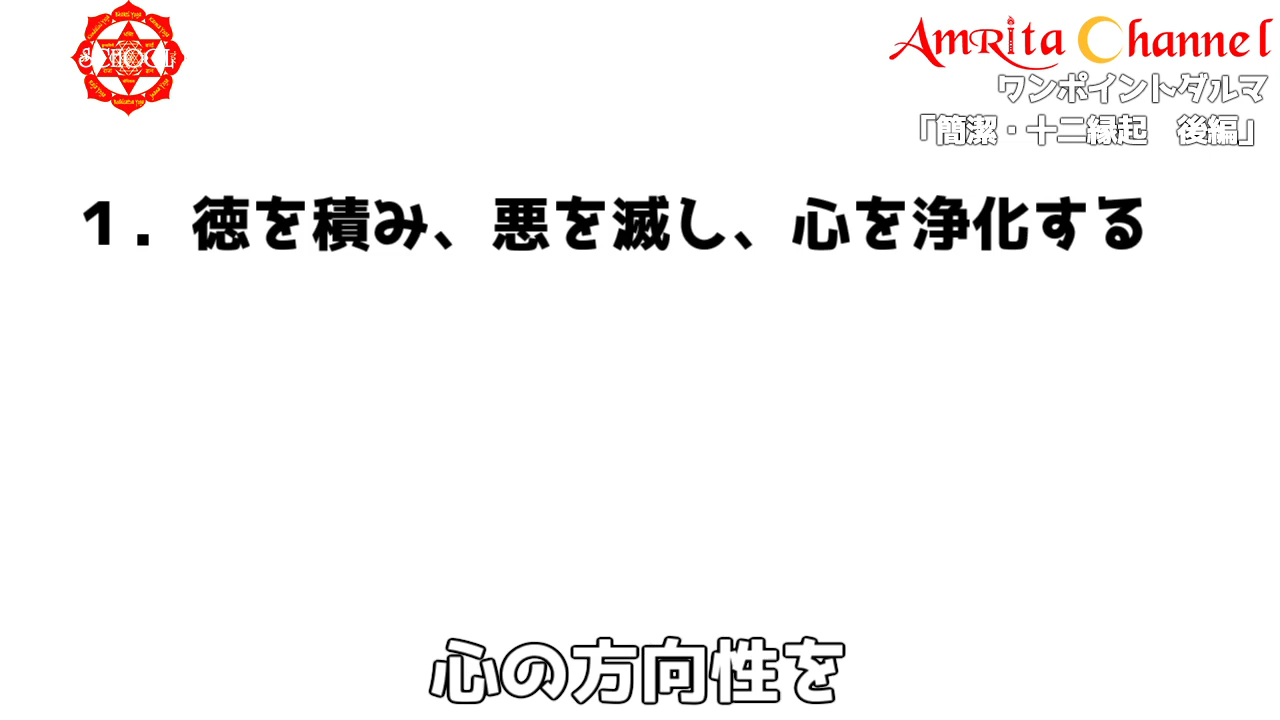 SCHOOL
Amrita Channel
ワンポイントダルマ
「簡潔・十二縁起　後編」
１．徳を積み、悪を滅し、心を浄化する
心の方向性を